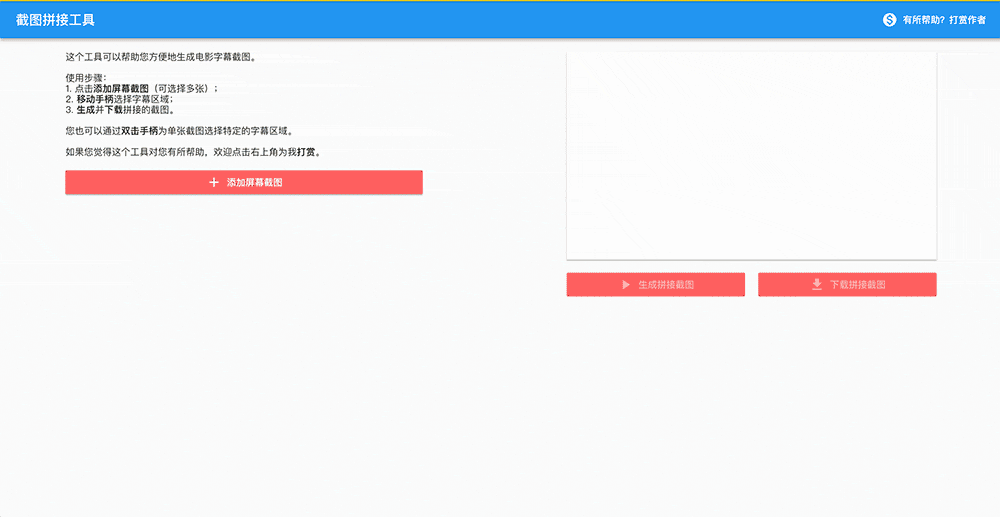 截图拼接工具
有所帮助？打赏作者
这个工具可以帮助您方便地生成电影字幕截图。
使用步骤：
1. 点击添加屏幕截图（可选择多张）；
2. 移动手柄选择字幕区域；
3. 生成并下载拼接的截图。
您也可以通过双击手柄为单张截图选择特定的字幕区域。
如果您觉得这个工具对您有所帮助，欢迎点击右上角为我打赏。
添加屏幕截图
生成拼接截图
下载拼接截图